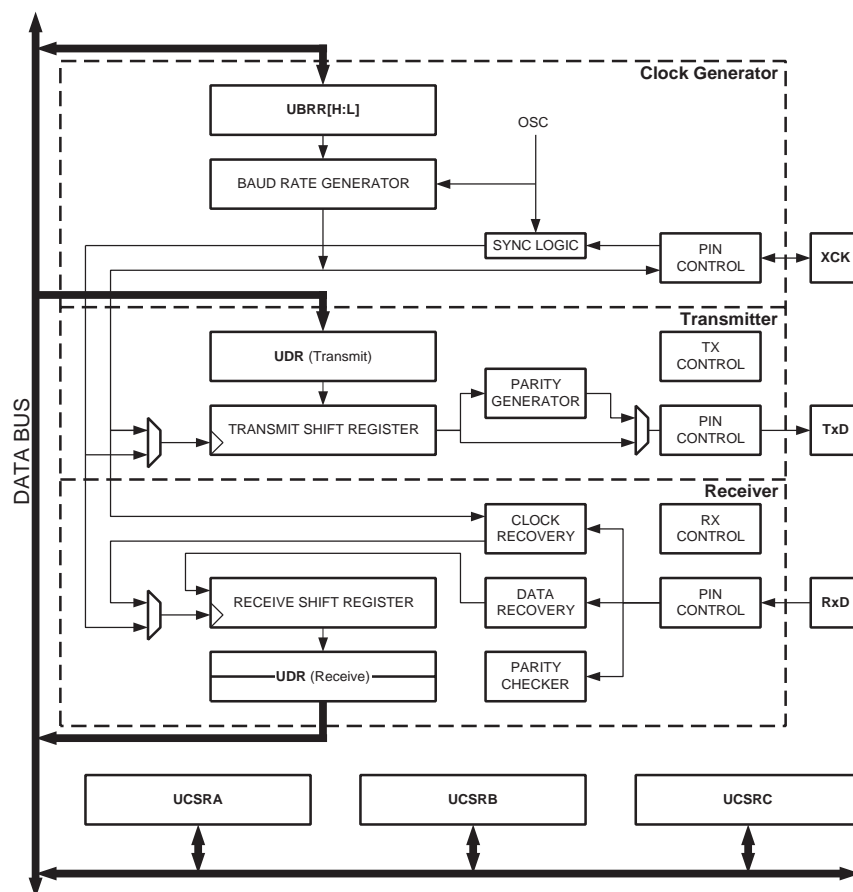 Clock Generator
UBRR[H:L]
OSC
BAUD RATE GENERATOR
SYNC LOGIC
PIN
CONTROL
XCK
Transmitter
UDR (Transmit)
TX
CONTROL
PARITY
GENERATOR
TRANSMIT SHIFT REGISTER
PIN
CONTROL
TxD
DATA BUS
Receiver
CLOCK
RECOVERY
RX
CONTROL
RECEIVE SHIFT REGISTER
DATA
RECOVERY
PIN
CONTROL
RxD
UDR (Receive)
PARITY
CHECKER
UCSRA
UCSRB
UCSRC